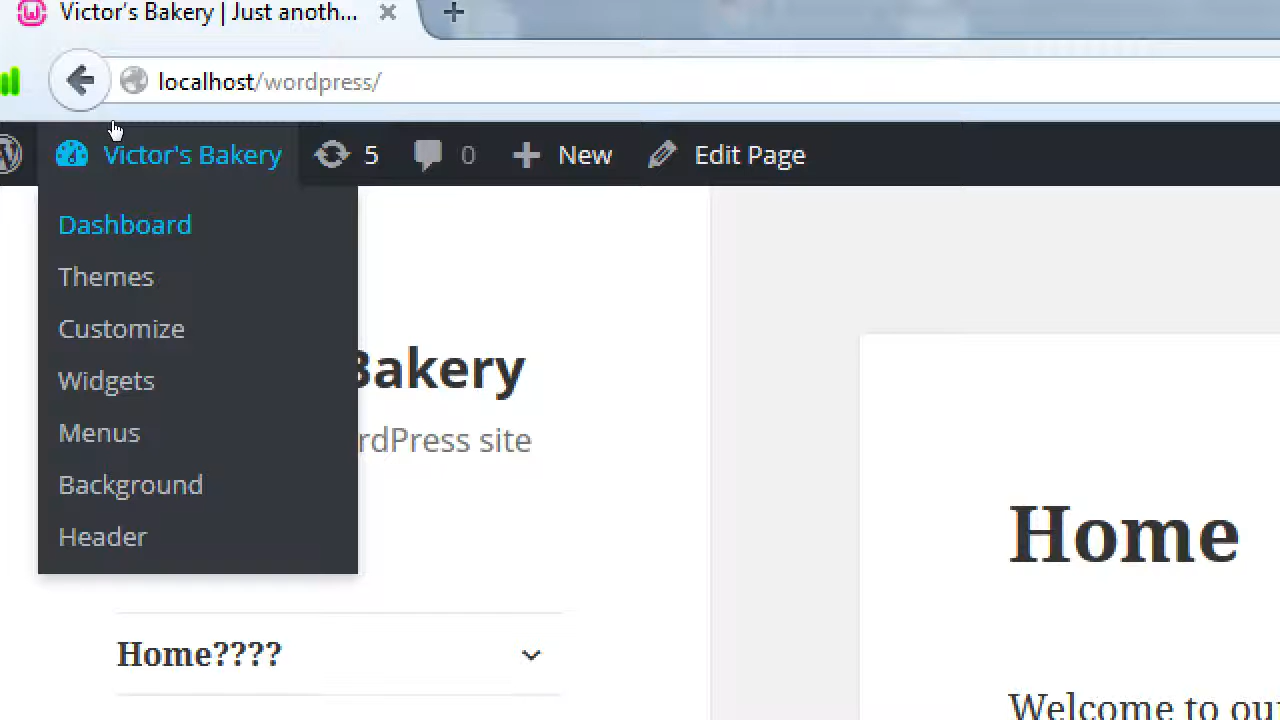 Victor's Bakery | Just anoth...
localhost/wordpress/
Victor's Bakery 5 0 New Edit Page
Dashboard
Themes
Customize
Widgets
Menus
Background
Header
Bakery
rdPress site
Home????
Home
Welcome to our